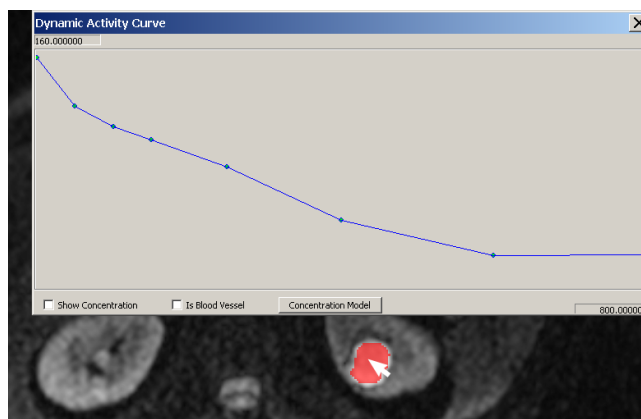 Dynamic Activity Curve
160.000000
Show Concentration
Is Blood Vessel
Concentration Model
800.00000